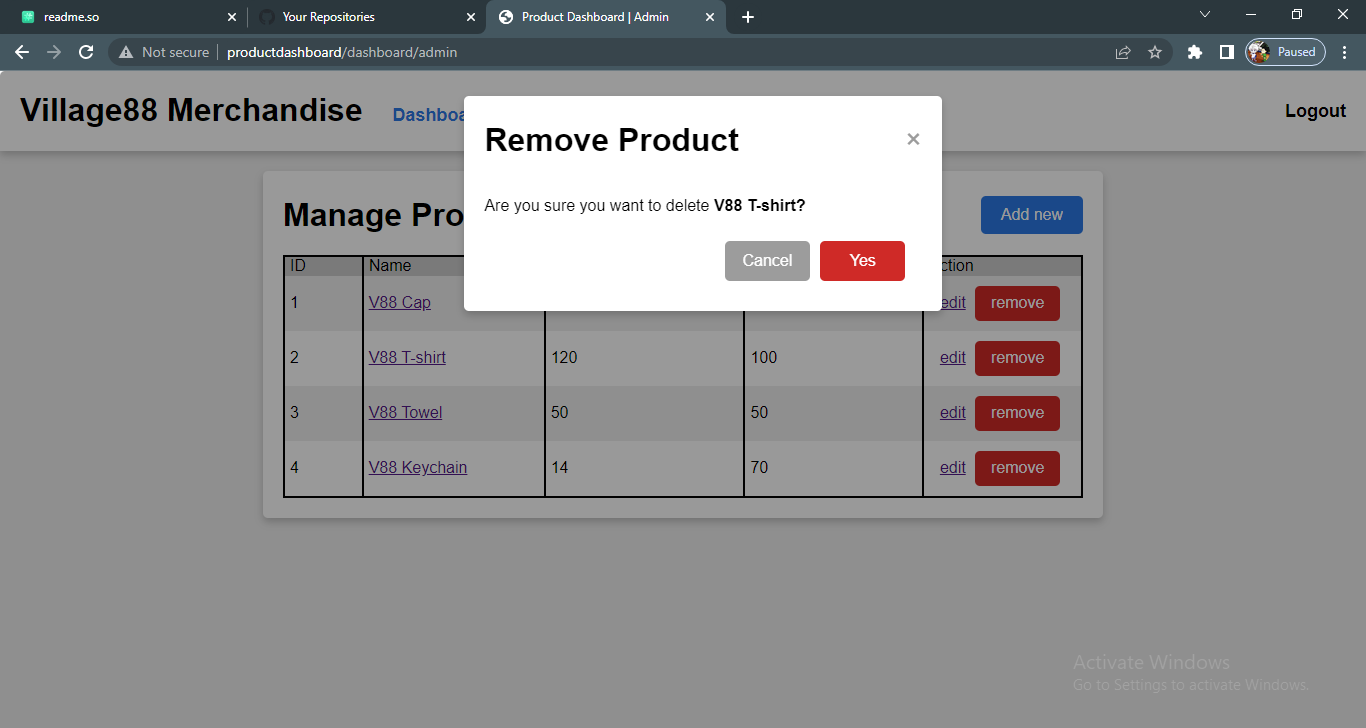 readme.so
Your Repositories
Product Dashboard | Admin
Not secure
productdashboard/dashboard/admin
Paused
Village88 Merchandise
Dashboa
Logout
Remove Product
×
Are you sure you want to delete V88 T-shirt?
Cancel
Yes
Manage Pro
Add new
ID Name ction
1 V88 Cap edit remove
2 V88 T-shirt 120 100 edit remove
3 V88 Towel 50 50 edit remove
4 V88 Keychain 14 70 edit remove
Activate Windows
Go to Settings to activate Windows.